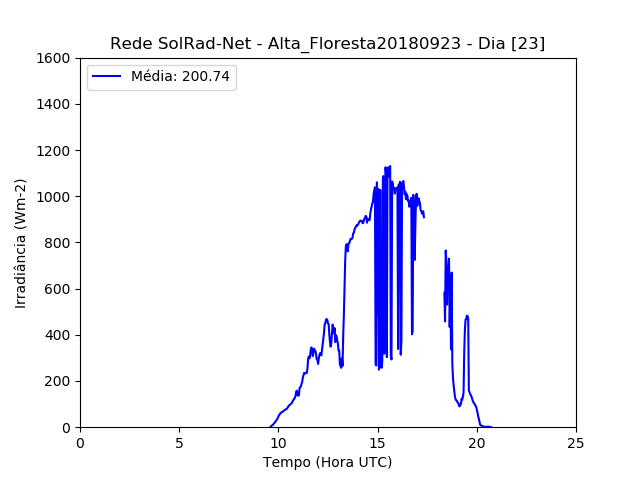 Rede SolRad-Net - Alta_Floresta20180923 - Dia [23]
Média: 200.74
1600
1400
1200
1000
800
600
400
200
0
Irradiância (Wm-2)
0 5 10 15 20 25
Tempo (Hora UTC)